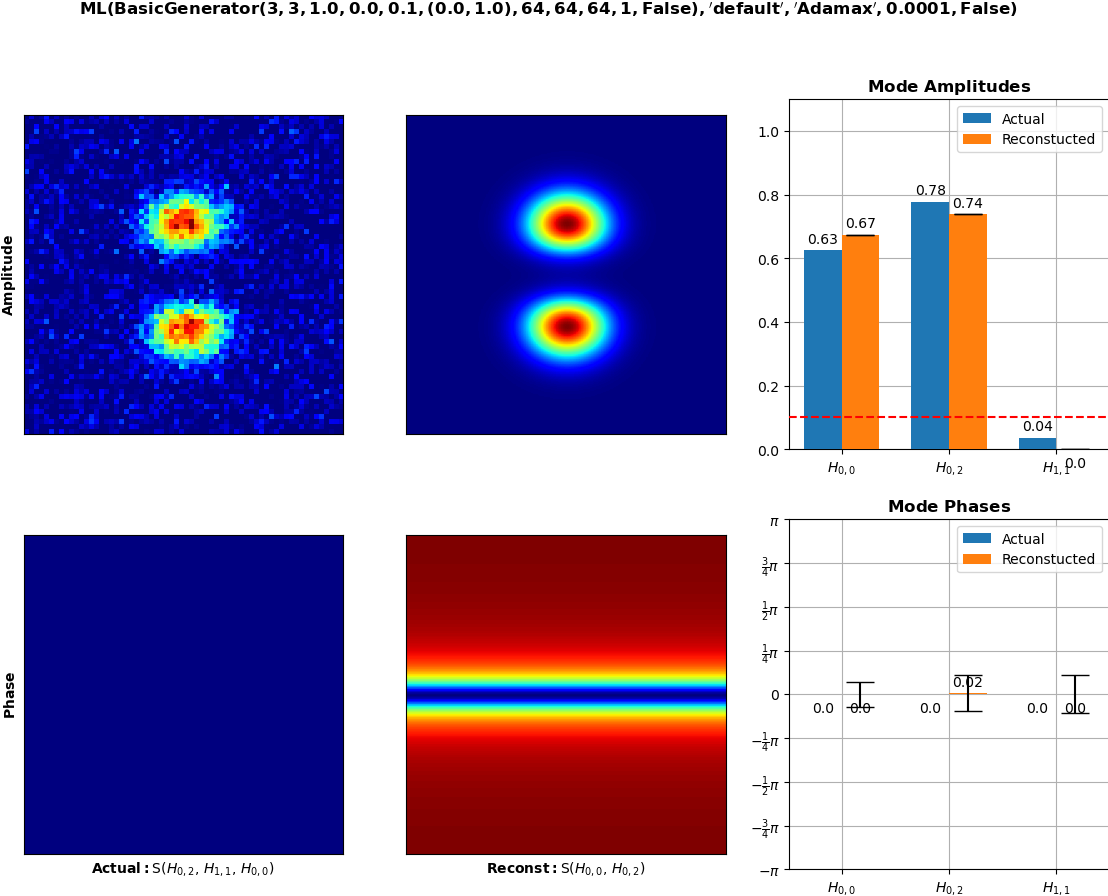 ML(BasicGenerator(3, 3, 1.0, 0.0, 0.1, (0.0, 1.0), 64, 64, 64, 1, False), ′default′, ′Adamax′, 0.0001, False)
Amplitude
Mode Amplitudes
Actual
Reconstucted
1.0
0.8
0.6
0.4
0.2
0.0
0.63
0.67
0.78
0.74
0.04
0.0
H0,0
H0,2
H1,1
Phase
Actual: S(H0,2, H1,1, H0,0)
Reconst: S(H0,0, H0,2)
Mode Phases
Actual
Reconstucted
π
3/4π
1/2π
1/4π
0
−1/4π
−1/2π
−3/4π
−π
0.0
0.0
0.0
0.02
0.0
0.0
H0,0
H0,2
H1,1